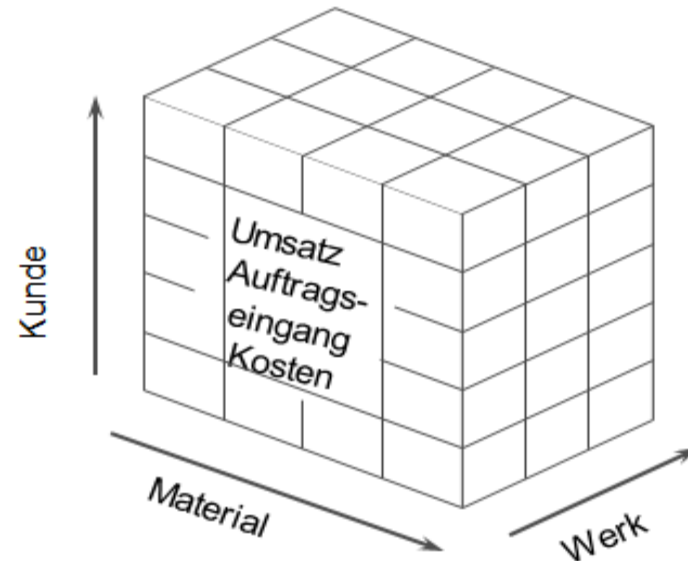 Kunde
Umsatz
Auftrags-
eingang
Kosten
Material
Werk